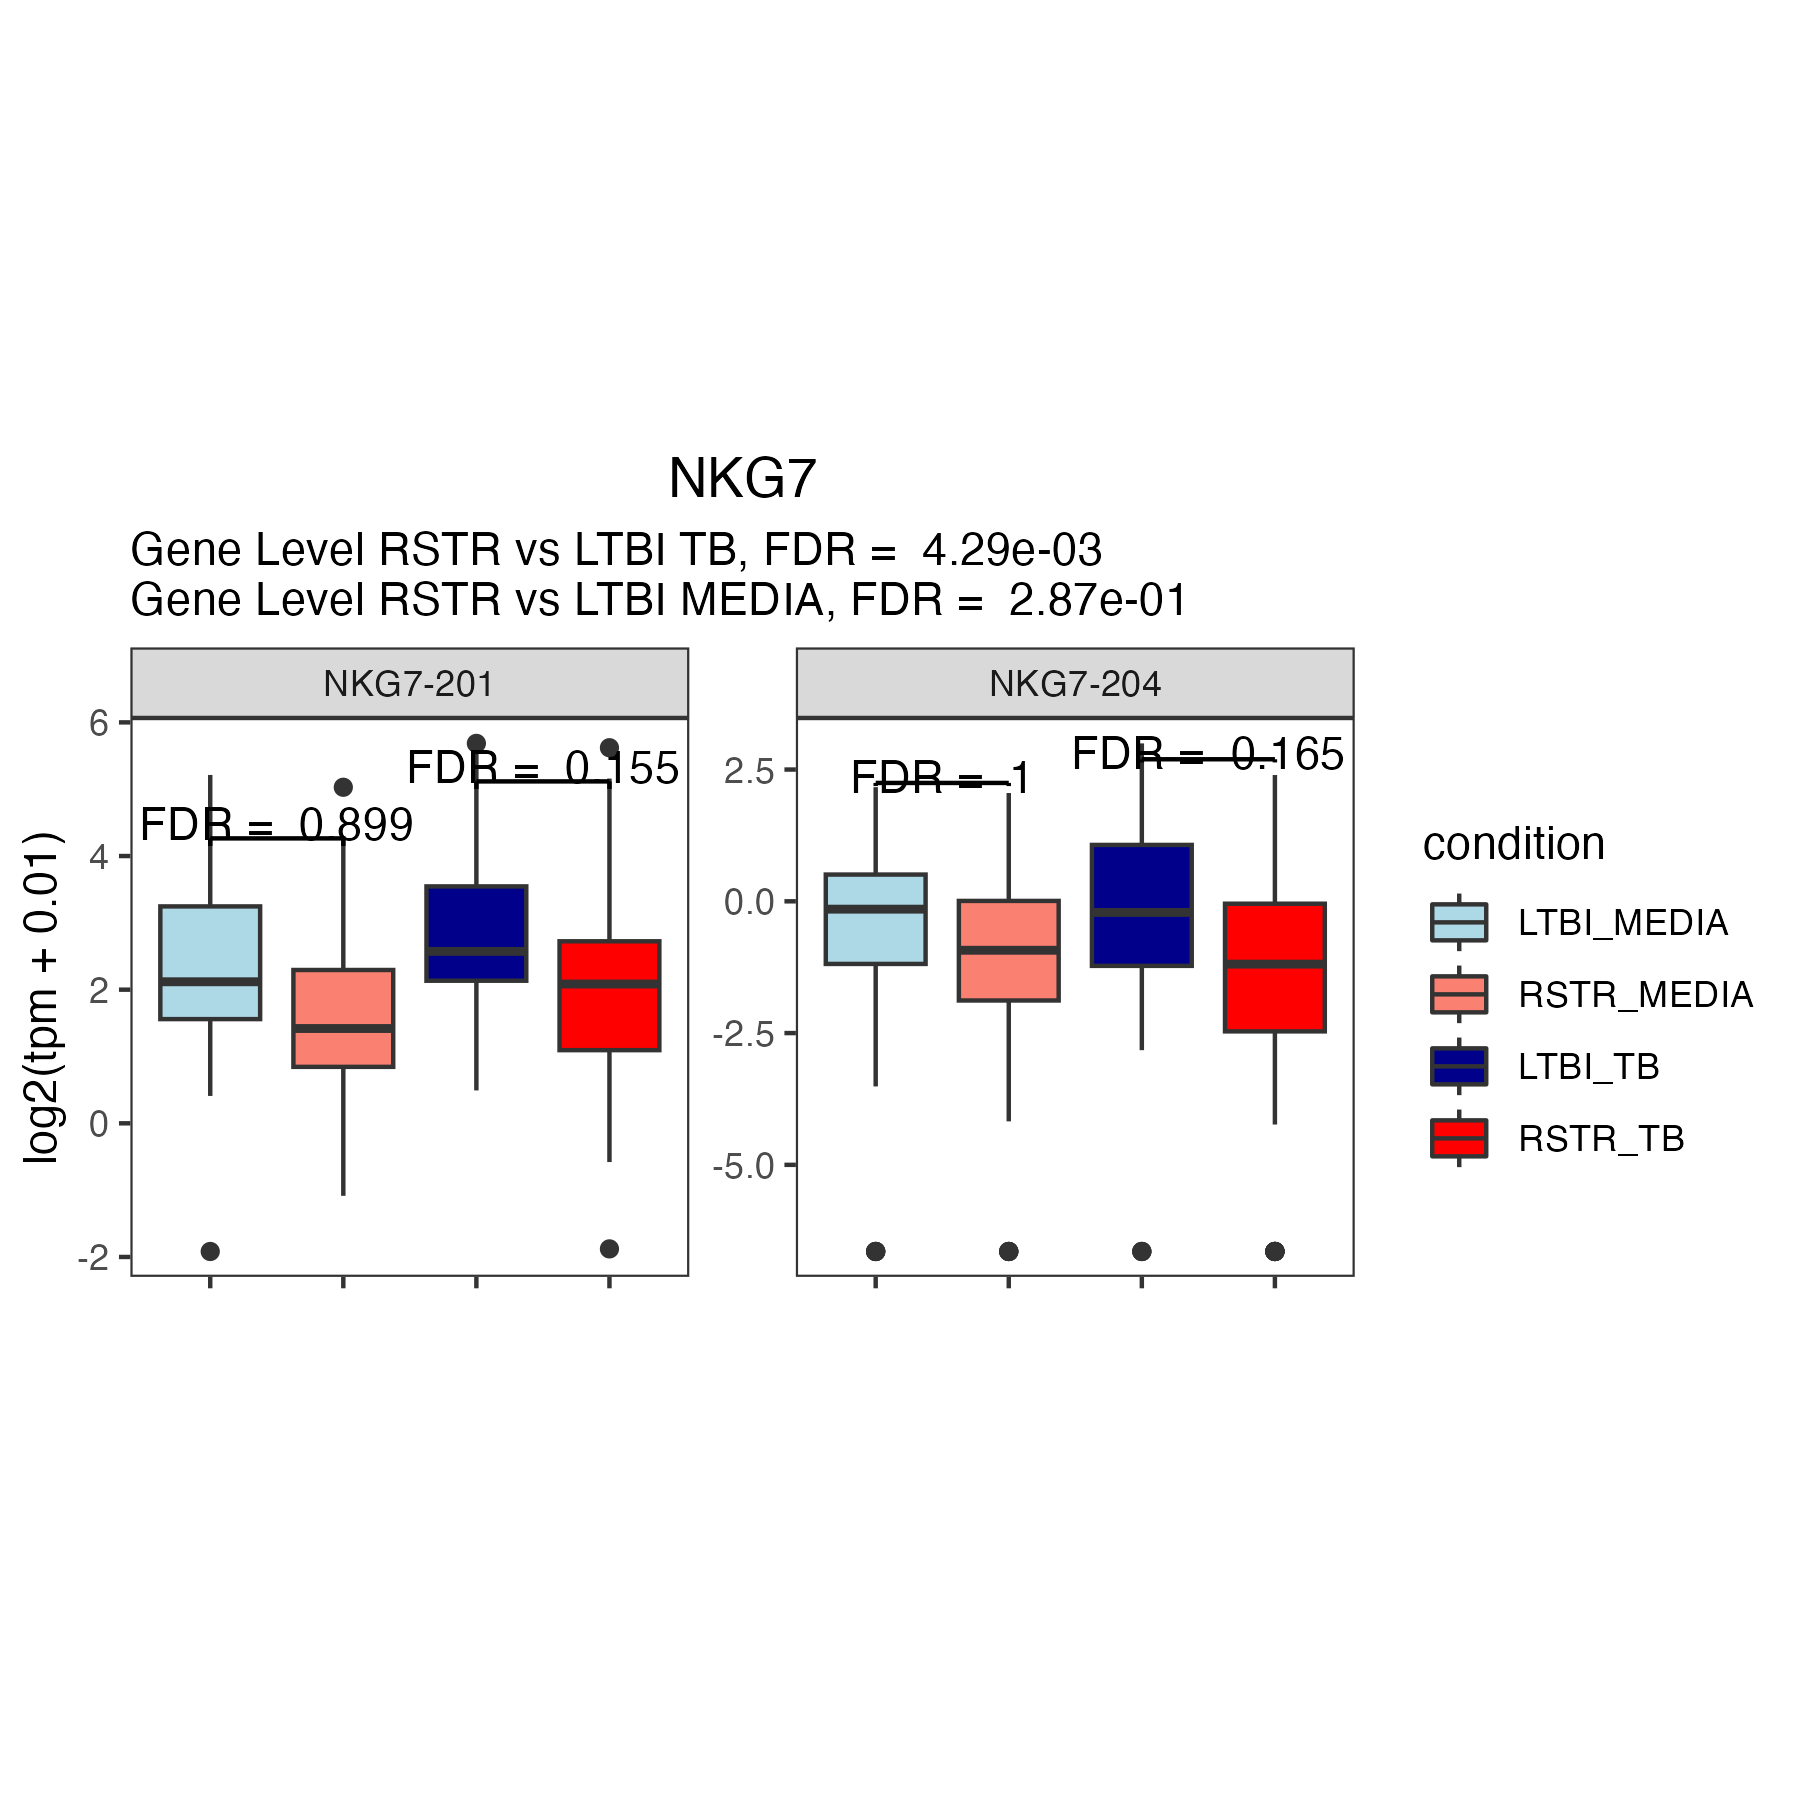 NKG7
Gene Level RSTR vs LTBI TB, FDR = 4.29e-03
Gene Level RSTR vs LTBI MEDIA, FDR = 2.87e-01
NKG7-201
NKG7-204
log2(tpm + 0.01)
6
4
2
0
-2
FDR = 0.899
FDR = 0.155
2.5
0.0
-2.5
-5.0
FDR = 1
FDR = 0.165
condition
LTBI_MEDIA
RSTR_MEDIA
LTBI_TB
RSTR_TB